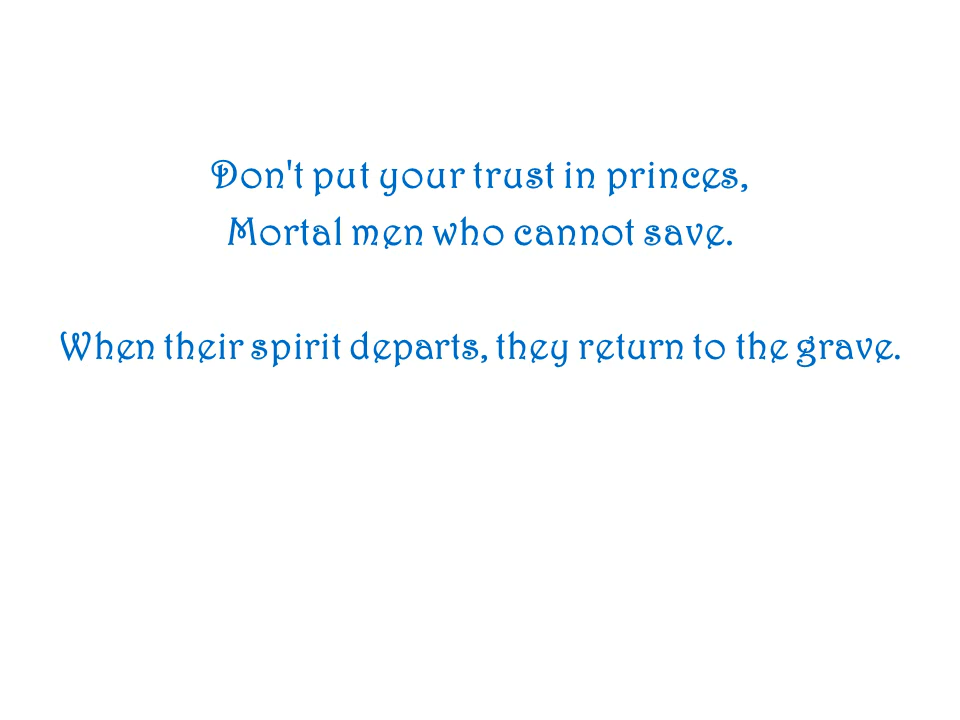 Don't put your trust in princes,
Mortal men who cannot save.
When their spirit departs, they return to the grave.